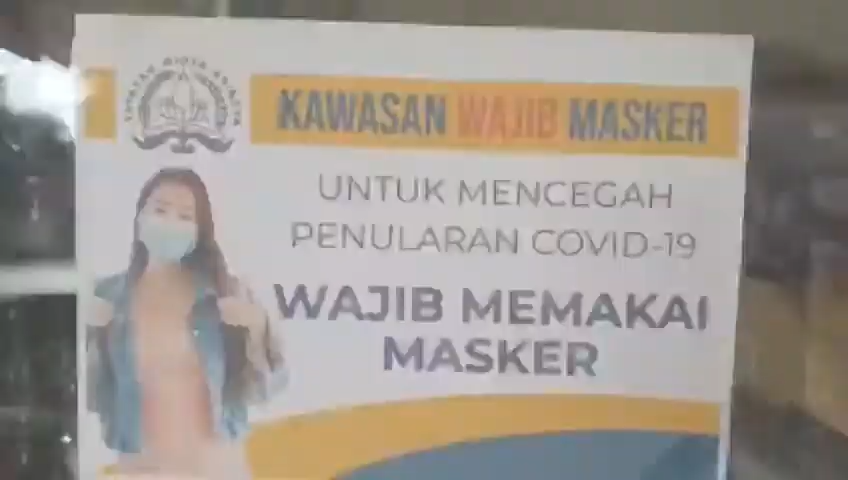 KAWASAN WAJIB MASKER
UNTUK MENCEGAH
PENULARAN COVID-19
WAJIB MEMAKAI
MASKER